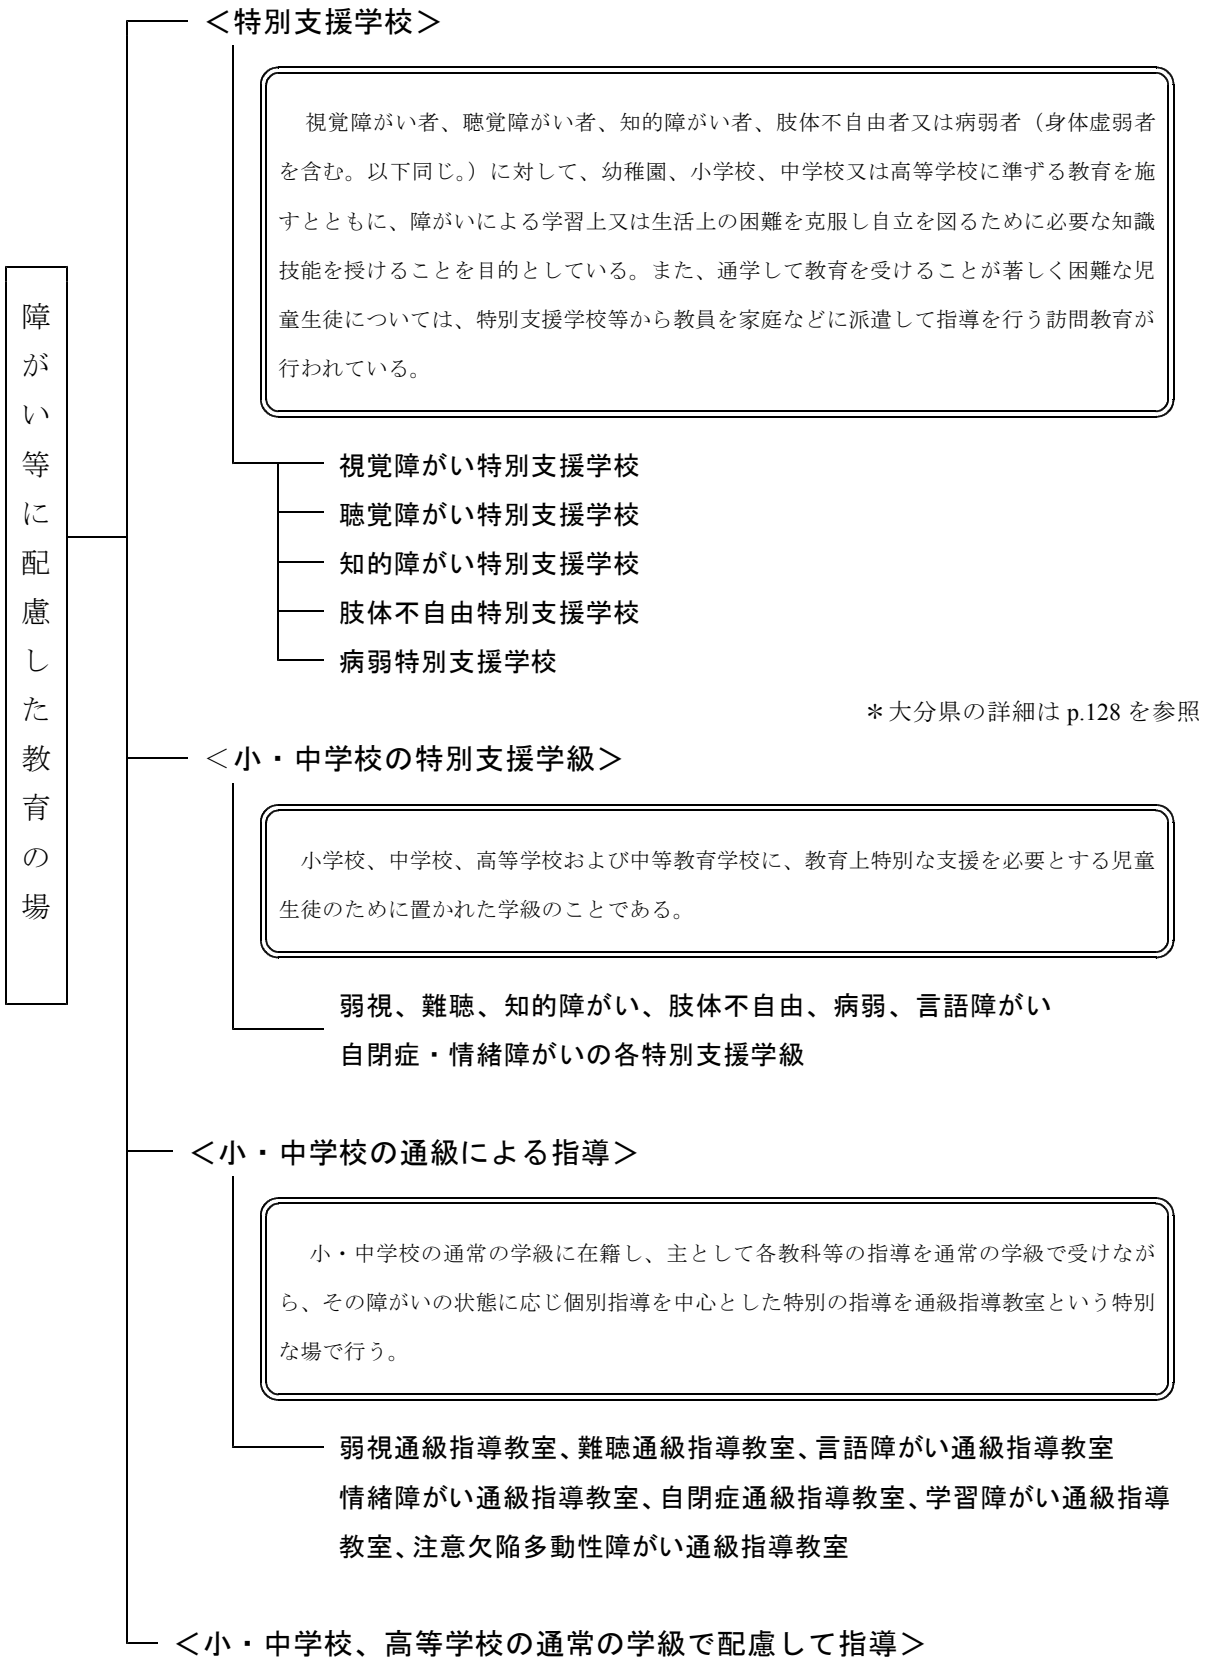 ＜特別支援学校＞
視覚障がい者、聴覚障がい者、知的障がい者、肢体不自由者又は病弱者（身体虚弱者
を含む。以下同じ。）に対して、幼稚園、小学校、中学校又は高等学校に準ずる教育を施
すとともに、障がいによる学習上又は生活上の困難を克服し自立を図るために必要な知識
技能を授けることを目的としている。また、通学して教育を受けることが著しく困難な児
童生徒については、特別支援学校等から教員を家庭などに派遣して指導を行う訪問教育が
行われている。
障がい等に配慮した教育の場
視覚障がい特別支援学校
聴覚障がい特別支援学校
知的障がい特別支援学校
肢体不自由特別支援学校
病弱特別支援学校
＊大分県の詳細は p.128 を参照
＜小・中学校の特別支援学級＞
小学校、中学校、高等学校および中等教育学校に、教育上特別な支援を必要とする児童
生徒のために置かれた学級のことである。
弱視、難聴、知的障がい、肢体不自由、病弱、言語障がい
自閉症・情緒障がいの各特別支援学級
＜小・中学校の通級による指導＞
小・中学校の通常の学級に在籍し、主として各教科等の指導を通常の学級で受けなが
ら、その障がいの状態に応じ個別指導を中心とした特別の指導を通級指導教室という特別
な場で行う。
弱視通級指導教室、難聴通級指導教室、言語障がい通級指導教室
情緒障がい通級指導教室、自閉症通級指導教室、学習障がい通級指導
教室、注意欠陥多動性障がい通級指導教室
＜小・中学校、高等学校の通常の学級で配慮して指導＞